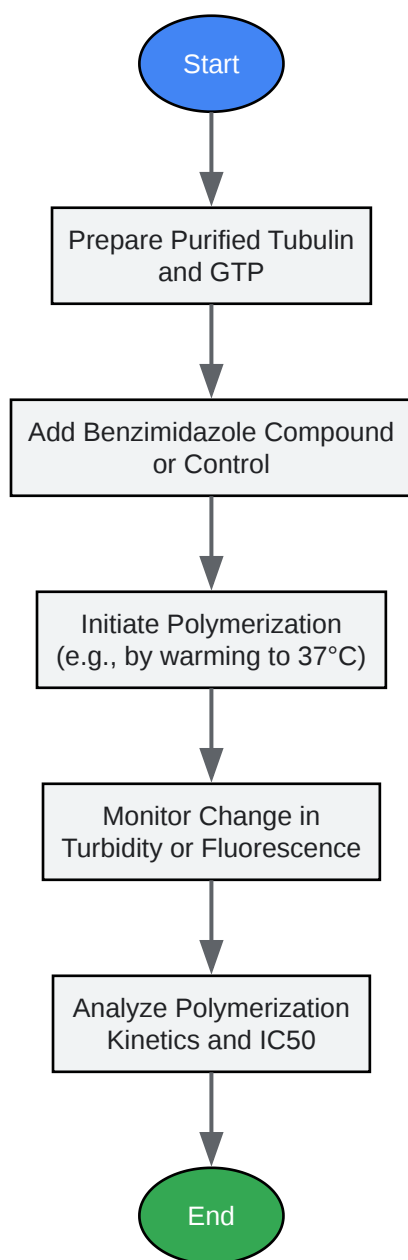 Start
Prepare Purified Tubulin
and GTP
Add Benzimidazole Compound
or Control
Initiate Polymerization
(e.g., by warming to 37°C)
Monitor Change in
Turbidity or Fluorescence
Analyze Polymerization
Kinetics and IC50
End